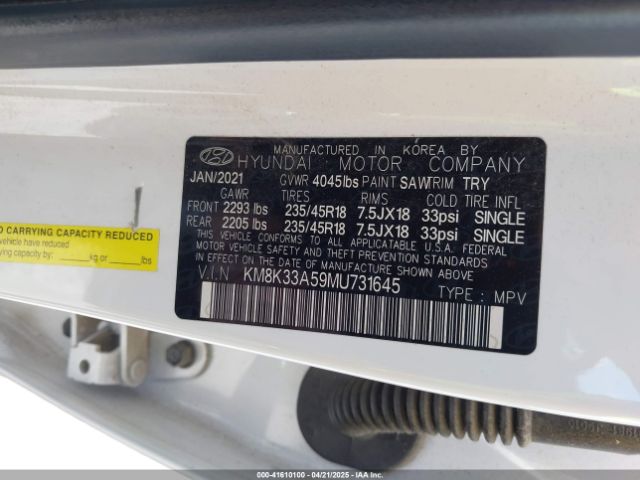 MANUFACTURED IN KOREA BY
HYUNDAI MOTOR COMPANY
JAN/2021 GVWR 4045lbs PAINT SAW TRIM TRY
GAWR TIRES RIMS COLD TIRE INFL
FRONT 2293 lbs 235/45R18 7.5JX18 33psi SINGLE
REAR 2205 lbs 235/45R18 7.5JX18 33psi SINGLE
THIS VEHICLE CONFORMS TO ALL APPLICABLE U.S.A. FEDERAL
MOTOR VEHICLE SAFETY, BUMPER, AND THEFT PREVENTION STANDARDS
IN EFFECT ON THE DATE OF MANUFACTURE SHOWN ABOVE.
V.I.N KM8K33A59MU731645 TYPE : MPV
D CARRYING CAPACITY REDUCED
vehicle have reduced
ying capacity by: or lbs
000-41610100 - 04/21/2025 -